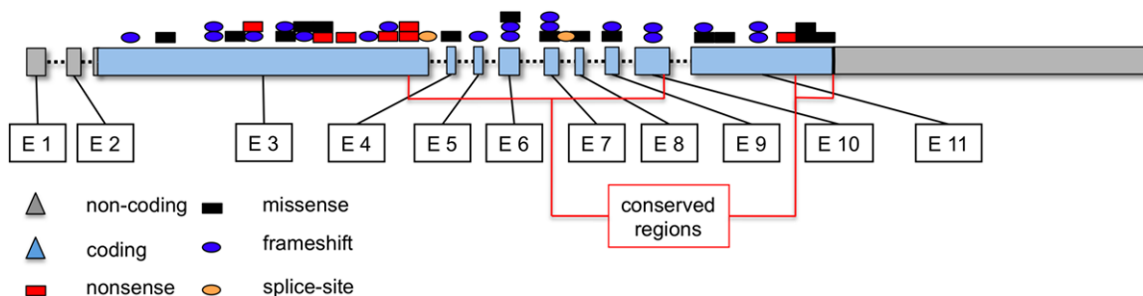 E 1
E 2
E 3
E 4
E 5
E 6
E 7
E 8
E 9
E 10
E 11
non-coding
missense
conserved
regions
coding
frameshift
nonsense
splice-site